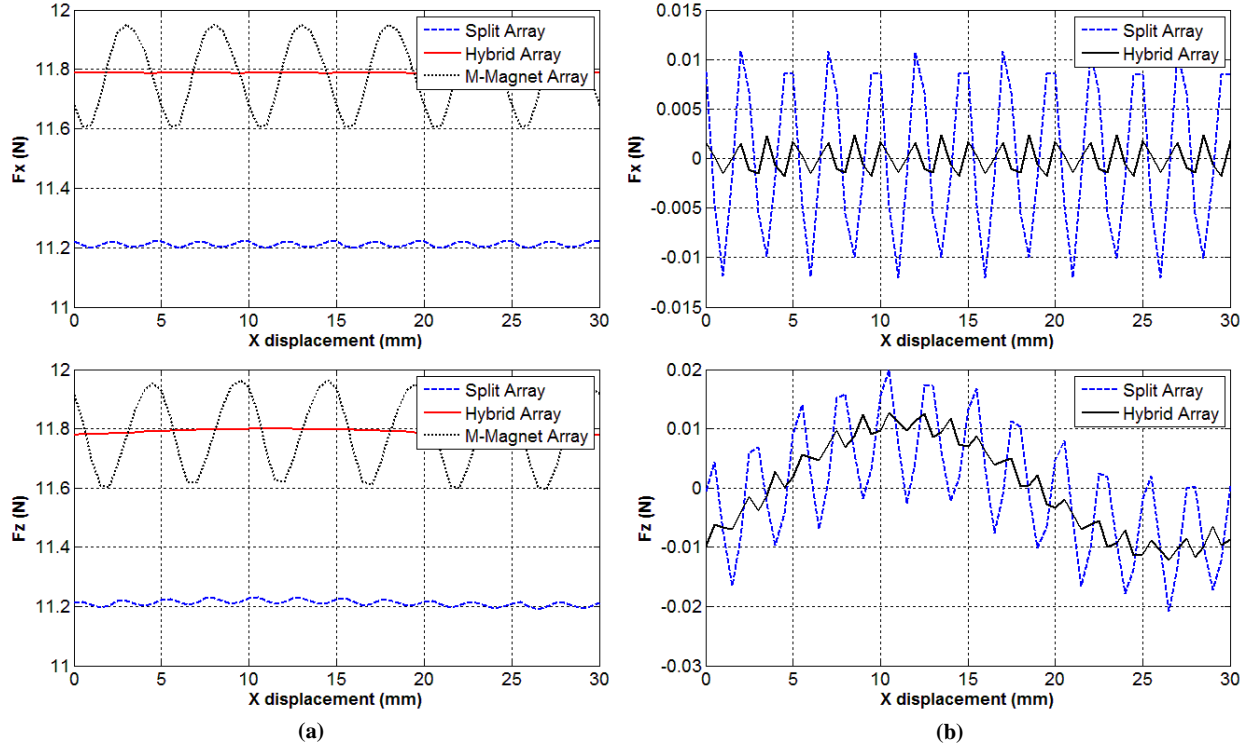 12
11.8
11.6
11.4
11.2
11
Fx (N)
0
5
10
15
20
25
30
X displacement (mm)
Split Array
Hybrid Array
M-Magnet Array
0.015
0.01
0.005
0
-0.005
-0.01
-0.015
Fx (N)
0
5
10
15
20
25
30
X displacement (mm)
Split Array
Hybrid Array
12
11.8
11.6
11.4
11.2
11
Fz (N)
0
5
10
15
20
25
30
X displacement (mm)
Split Array
Hybrid Array
M-Magnet Array
0.02
0.01
0
-0.01
-0.02
-0.03
Fz (N)
0
5
10
15
20
25
30
X displacement (mm)
Split Array
Hybrid Array
(a)
(b)